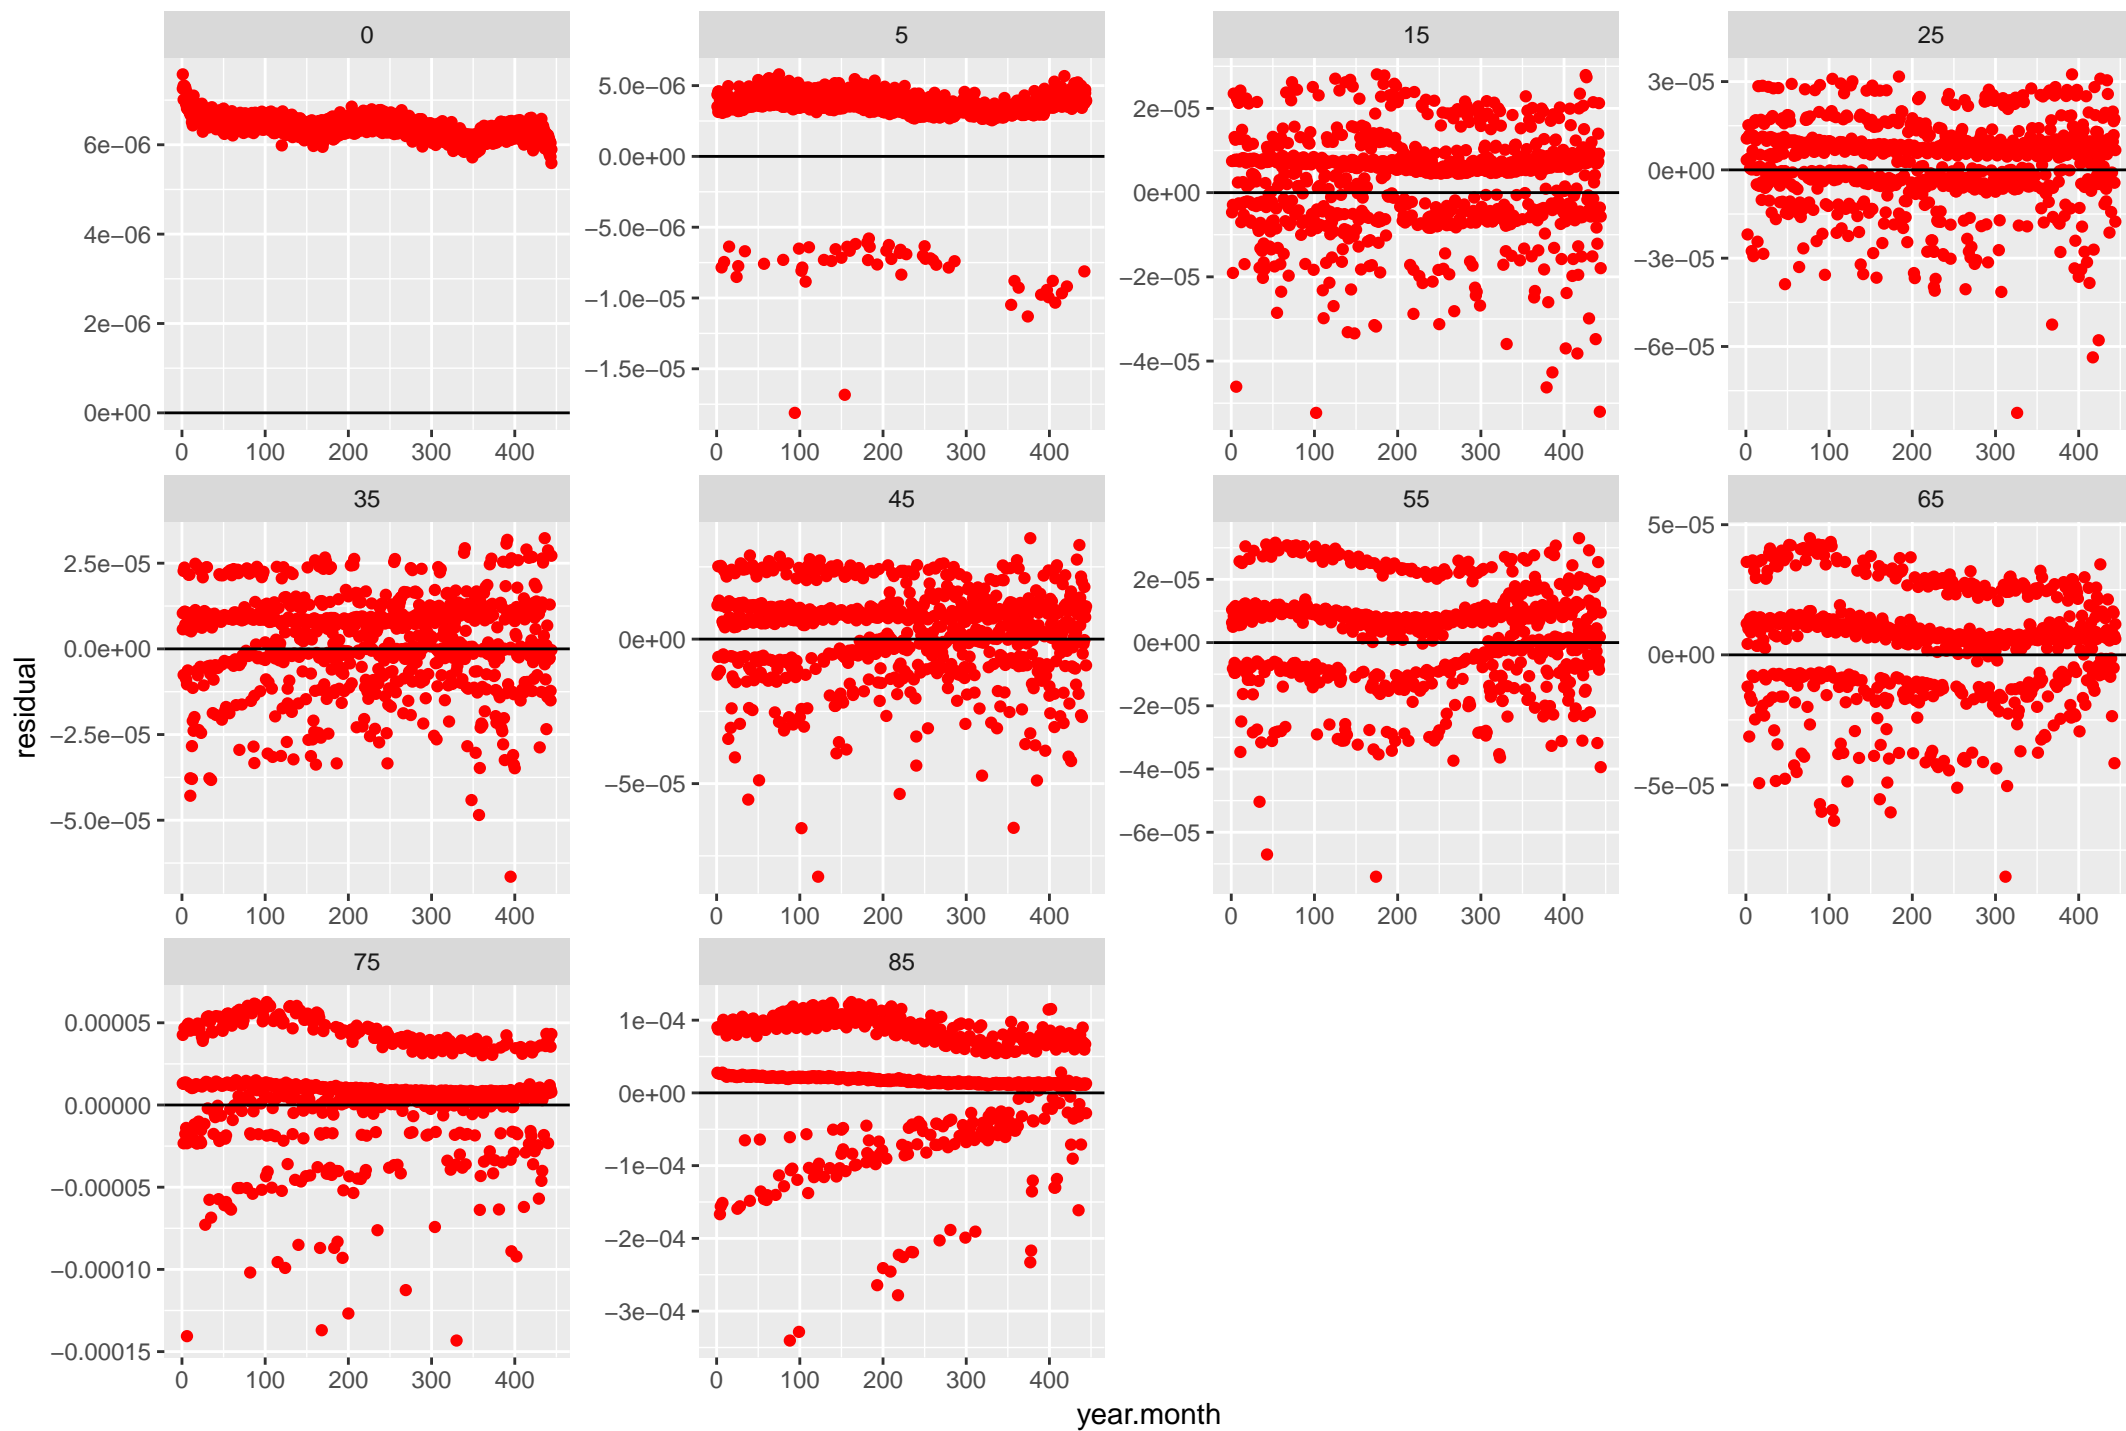 0 5 15 25
6e−06
4e−06
2e−06
0e+00
0 100 200 300 400
5.0e−06
0.0e+00
−5.0e−06
−1.0e−05
−1.5e−05
0 100 200 300 400
2e−05
0e+00
−2e−05
−4e−05
0 100 200 300 400
3e−05
0e+00
−3e−05
−6e−05
0 100 200 300 400
35 45 55 65
2.5e−05
0.0e+00
−2.5e−05
−5.0e−05
0 100 200 300 400
0e+00
−5e−05
0 100 200 300 400
2e−05
0e+00
−2e−05
−4e−05
−6e−05
0 100 200 300 400
5e−05
0e+00
−5e−05
0 100 200 300 400
75 85
0.00005
0.00000
−0.00005
−0.00010
−0.00015
0 100 200 300 400
1e−04
0e+00
−1e−04
−2e−04
−3e−04
0 100 200 300 400
residual
year.month